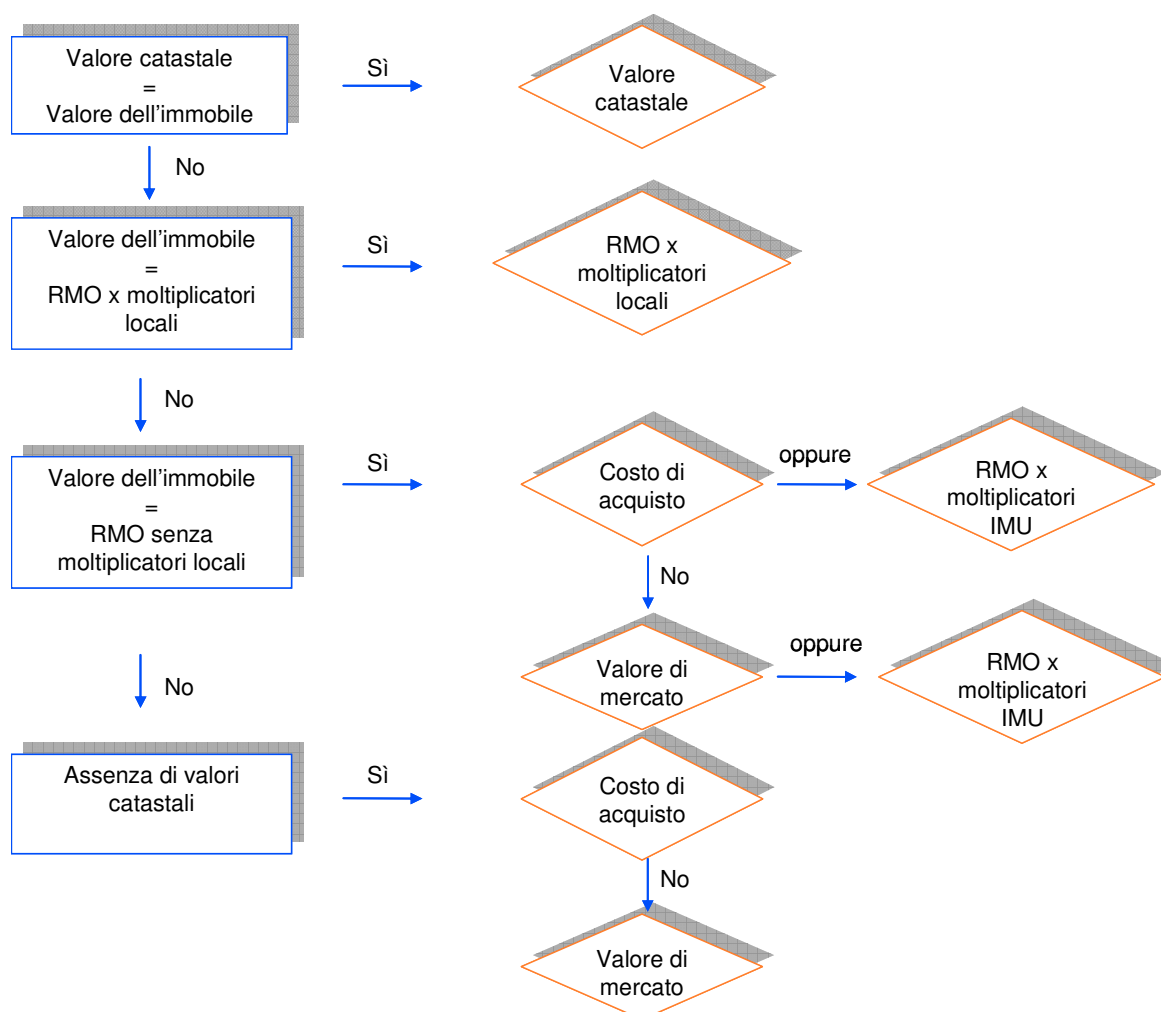 Valore catastale
=
Valore dell'immobile
Sì
Valore
catastale
No
Valore dell'immobile
=
RMO x moltiplicatori
locali
Sì
RMO x
moltiplicatori
locali
No
Valore dell'immobile
=
RMO senza
moltiplicatori locali
Sì
Costo di
acquisto
oppure
RMO x
moltiplicatori
IMU
No
Valore di
mercato
oppure
RMO x
moltiplicatori
IMU
No
Assenza di valori
catastali
Sì
Costo di
acquisto
No
Valore di
mercato